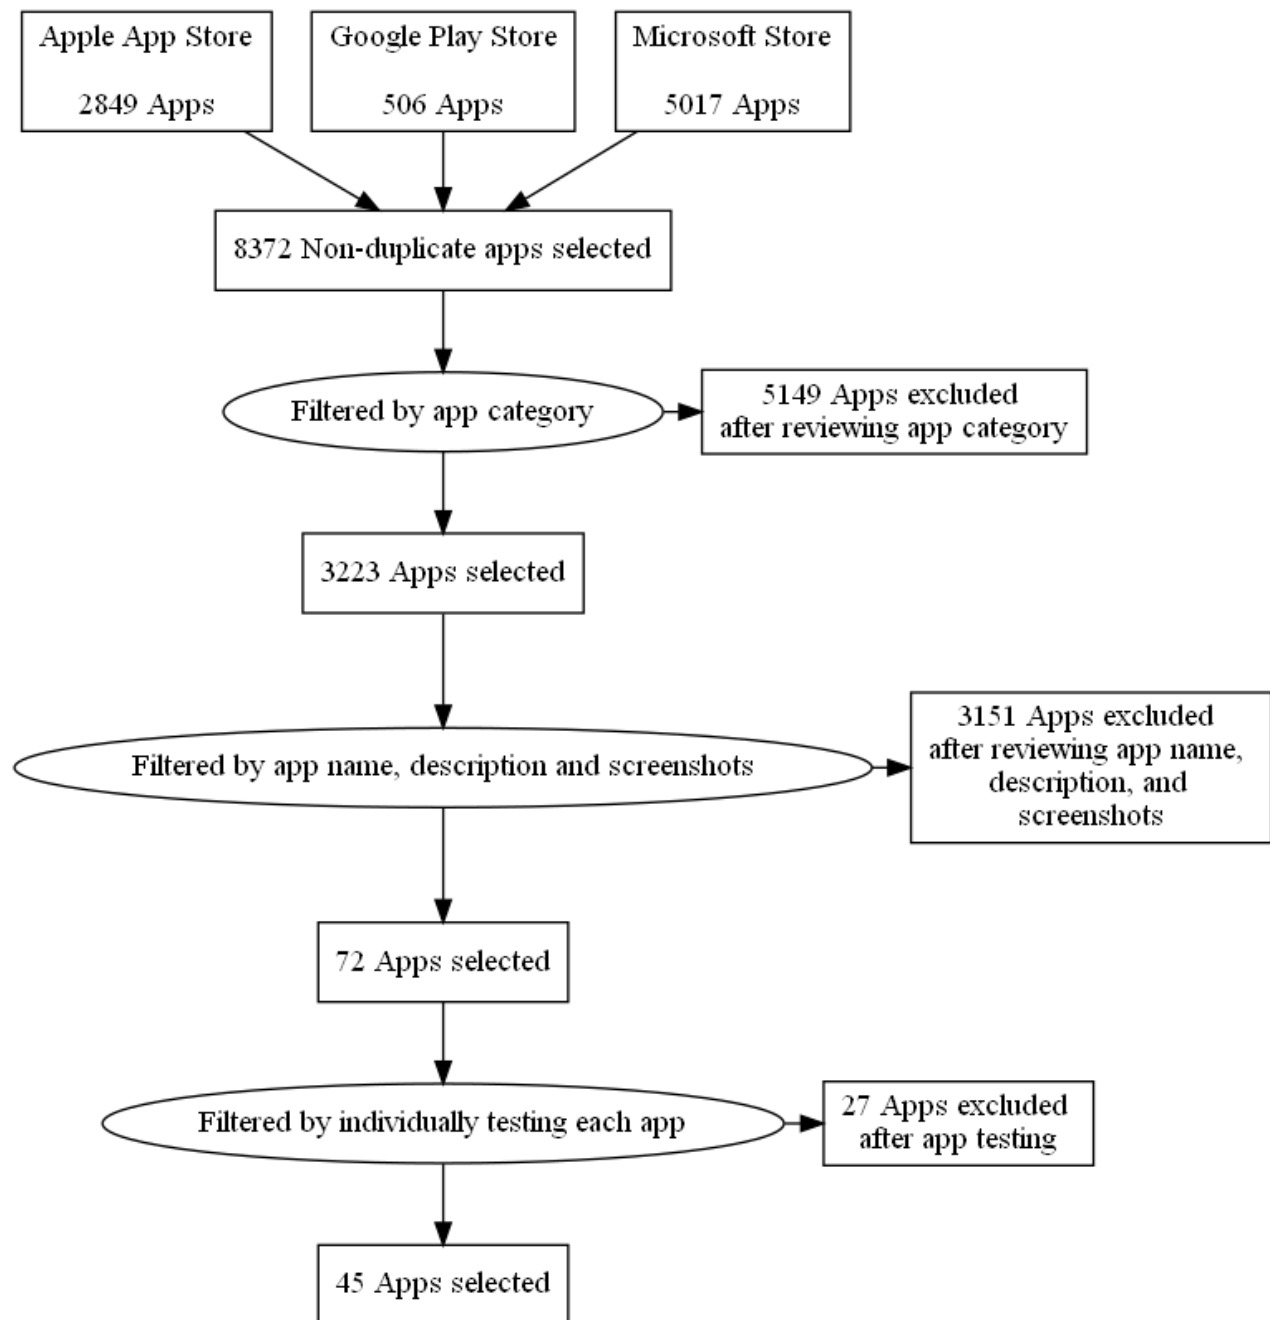 Apple App Store
2849 Apps
Google Play Store
506 Apps
Microsoft Store
5017 Apps
8372 Non-duplicate apps selected
Filtered by app category
5149 Apps excluded
after reviewing app category
3223 Apps selected
Filtered by app name, description and screenshots
3151 Apps excluded
after reviewing app name,
description, and
screenshots
72 Apps selected
Filtered by individually testing each app
27 Apps excluded
after app testing
45 Apps selected